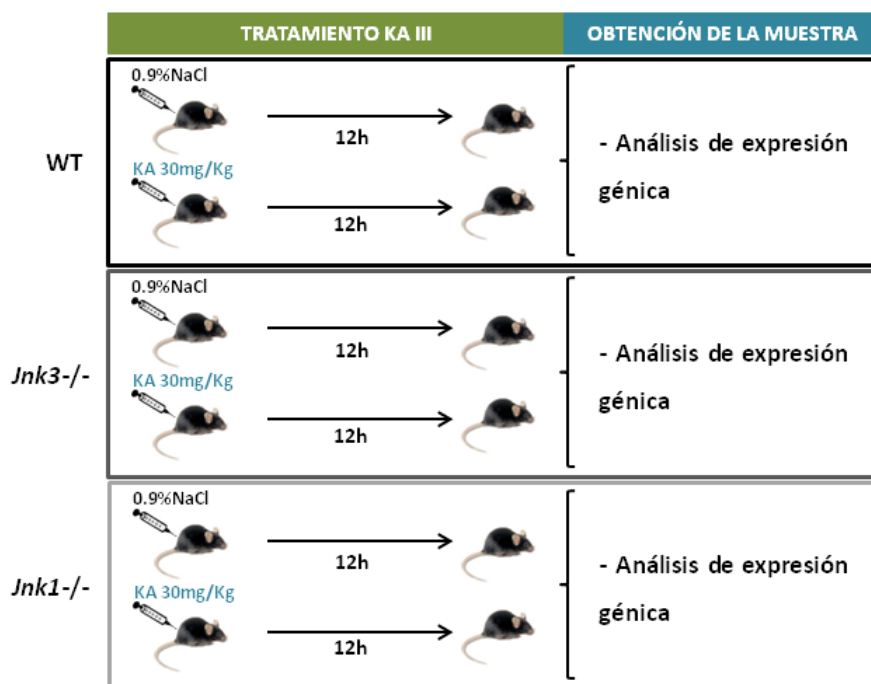 TRATAMIENTO KA III
OBTENCIÓN DE LA MUESTRA
WT
0.9%NaCl
12h
KA 30mg/Kg
12h
- Análisis de expresión
génica
Jnk3-/-
0.9%NaCl
12h
KA 30mg/Kg
12h
- Análisis de expresión
génica
Jnk1-/-
0.9%NaCl
12h
KA 30mg/Kg
12h
- Análisis de expresión
génica